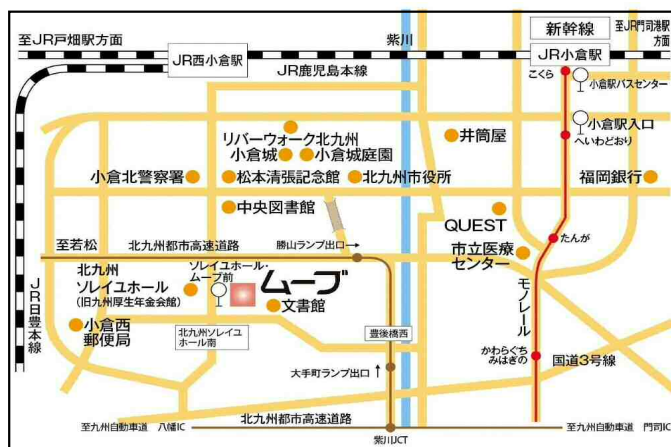 新幹線
至JR戸畑駅方面
紫川
至JR門司港駅
方面
JR西小倉駅
JR小倉駅
JR鹿児島本線
こくら
小倉駅バスセンター
リバーウォーク北九州
小倉城
小倉城庭園
井筒屋
小倉駅入口
へいわどおり
小倉北警察署
松本清張記念館
北九州市役所
福岡銀行
中央図書館
QUEST
至若松
北九州都市高速道路
勝山ランプ出口→
市立医療
センター
たんが
北九州
ソレイユホール
(旧九州厚生年金会館)
ソレイユホール・
ムーブ前
ムーブ
文書館
モノレール
JR日豊本線
小倉西
郵便局
北九州ソレイユ
ホール南
豊後橋西
大手町ランプ出口↑
かわらぐち
みはぎの
国道3号線
北九州都市高速道路
至九州自動車道 八幡IC
紫川JCT
至九州自動車道 門司IC